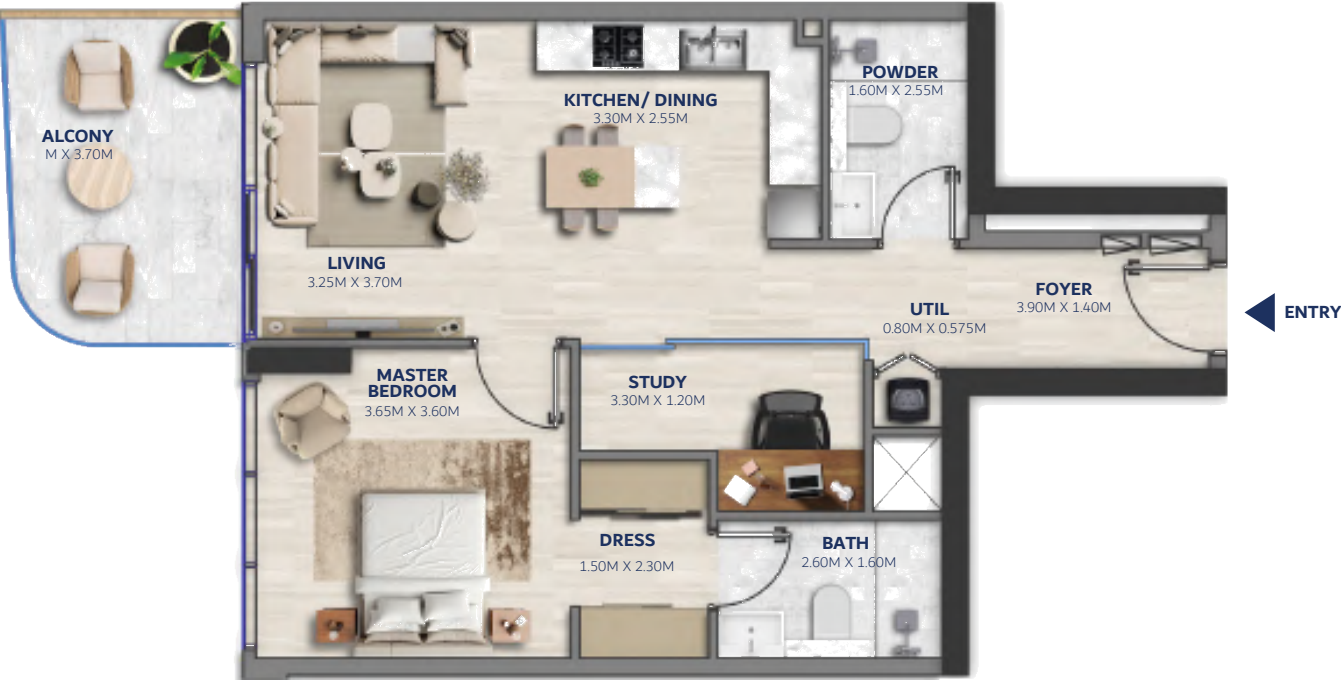 POWDER
1.60M X 2.55M
KITCHEN/ DINING
3.30M X 2.55M
ALCONY
M X 3.70M
LIVING
3.25M X 3.70M
FOYER
3.90M X 1.40M
UTIL
0.80M X 0.575M
ENTRY
MASTER
BEDROOM
3.65M X 3.60M
STUDY
3.30M X 1.20M
DRESS
1.50M X 2.30M
BATH
2.60M X 1.60M